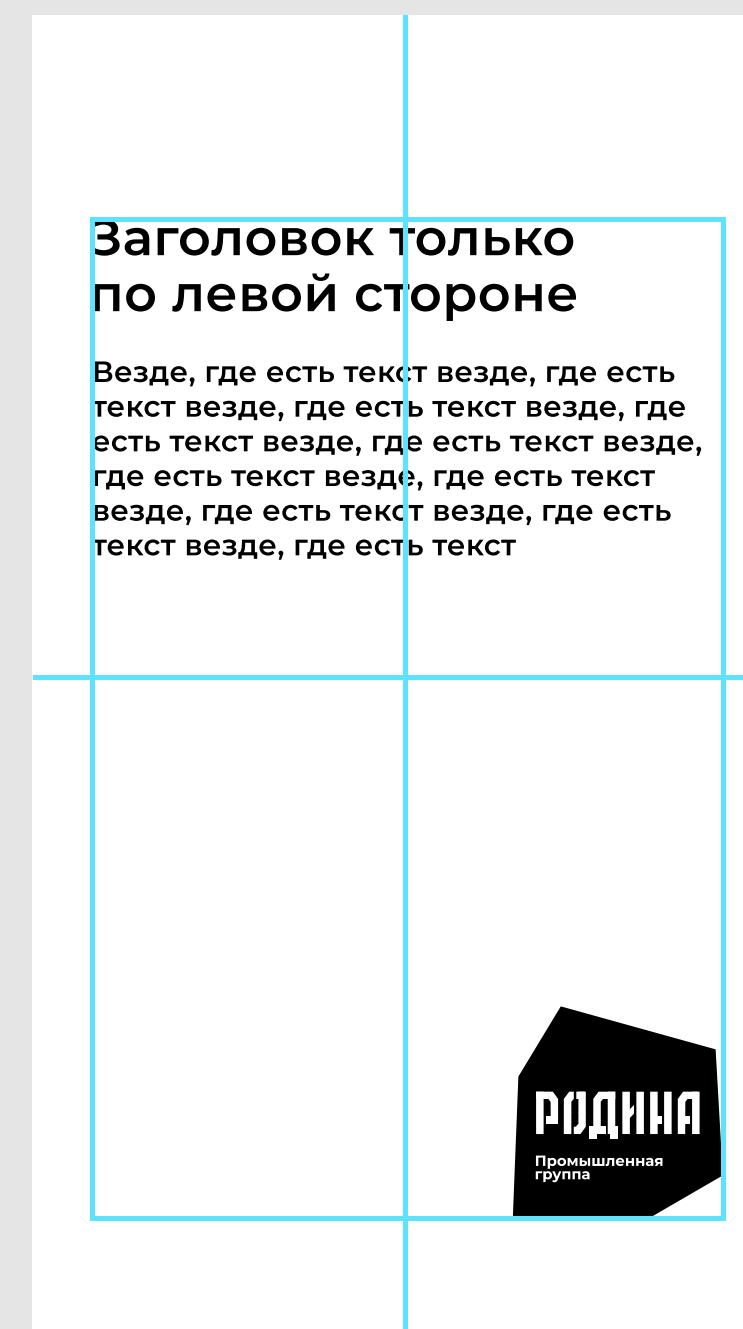 Заголовок только
по левой стороне
Везде, где есть текст везде, где есть
текст везде, где есть текст везде, где
есть текст везде, где есть текст везде,
где есть текст везде, где есть текст
везде, где есть текст везде, где есть
текст везде, где есть текст
РОДИНА
Промышленная
группа